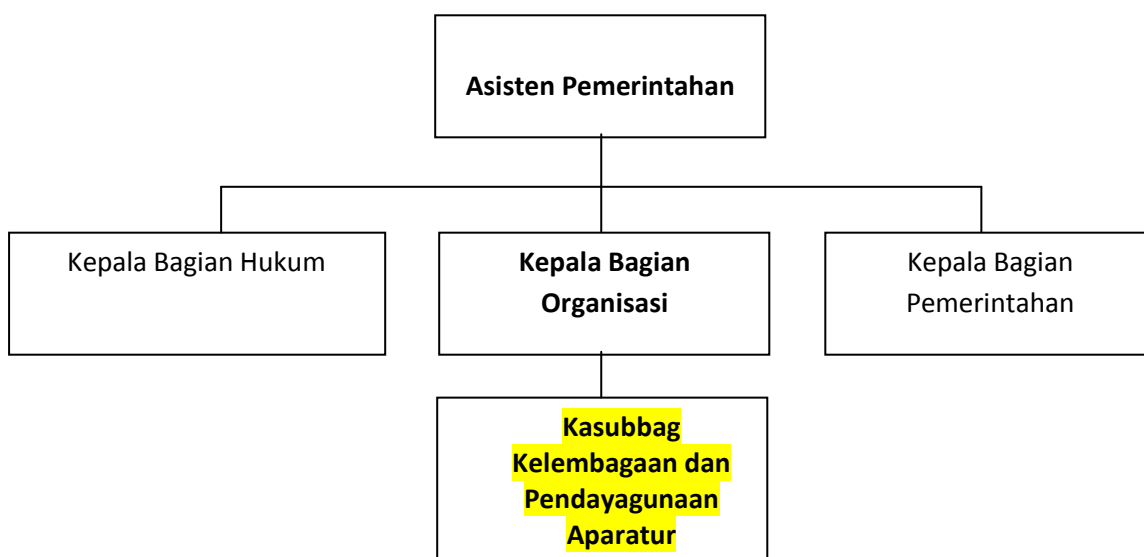 Asisten Pemerintahan
Kepala Bagian Hukum
Kepala Bagian
Organisasi
Kepala Bagian
Pemerintahan
Kasubbag
Kelembagaan dan
Pendayagunaan
Aparatur